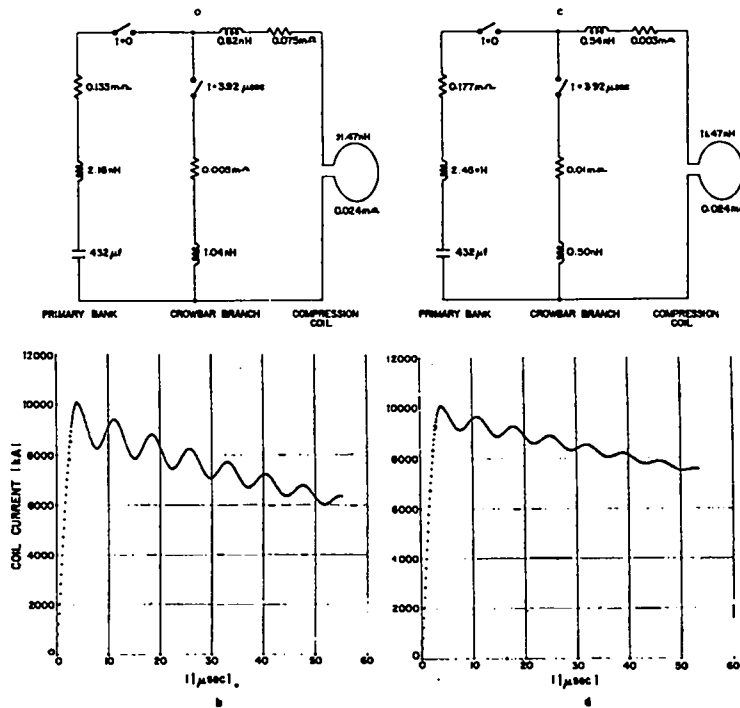 a
t=0
0.62nH
0.075mΩ
0.133mΩ
t=3.92 μsec
2.16nH
0.005mΩ
11.47nH
0.024mΩ
432μf
1.04nH
PRIMARY BANK
CROWBAR BRANCH
COMPRESSION
COIL
c
t=0
0.54nH
0.003mΩ
0.177mΩ
t=3.92 μsec
2.46nH
0.01mΩ
11.47nH
0.024mΩ
432μf
0.50nH
PRIMARY BANK
CROWBAR BRANCH
COMPRESSION
COIL
COIL CURRENT [kA]
12000
10000
8000
6000
4000
2000
0
0 10 20 30 40 50 60
t [μsec]
b
12000
10000
8000
6000
4000
2000
0
0 10 20 30 40 50 60
t [μsec]
d